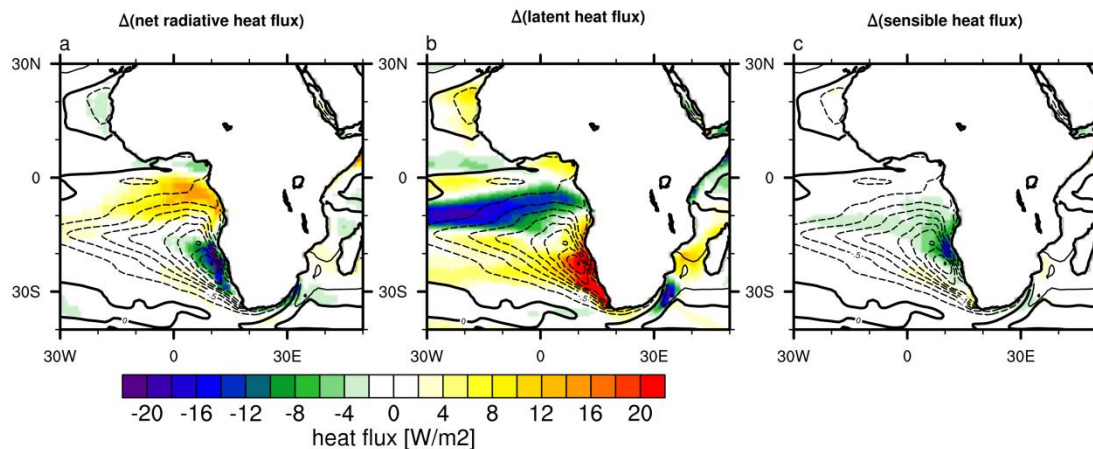 Δ(net radiative heat flux)
Δ(latent heat flux)
Δ(sensible heat flux)
a
b
c
30N
30N
30N
0
0
0
30S
30S
30S
-5
-5
-5
-5
0
0
0
30W
0
30E
30W
0
30E
30W
0
30E
-20
-16
-12
-8
-4
0
4
8
12
16
20
heat flux [W/m2]